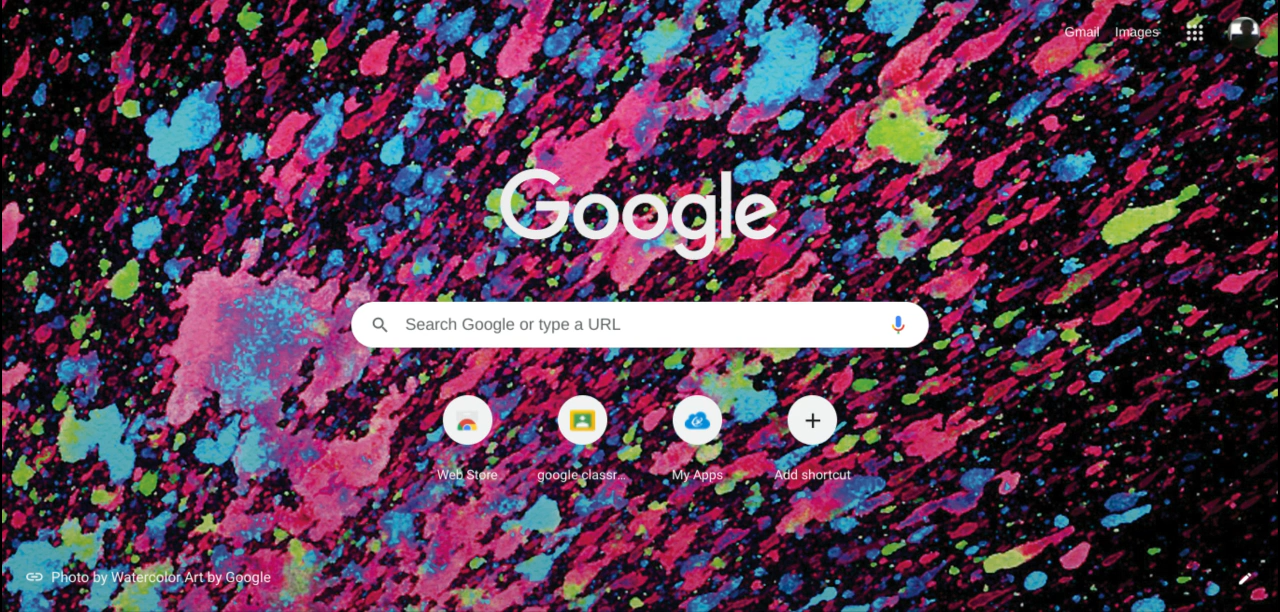 Gmail Images
Google
Search Google or type a URL
Web Store google classr... My Apps Add shortcut
Photo by Watercolor Art by Google